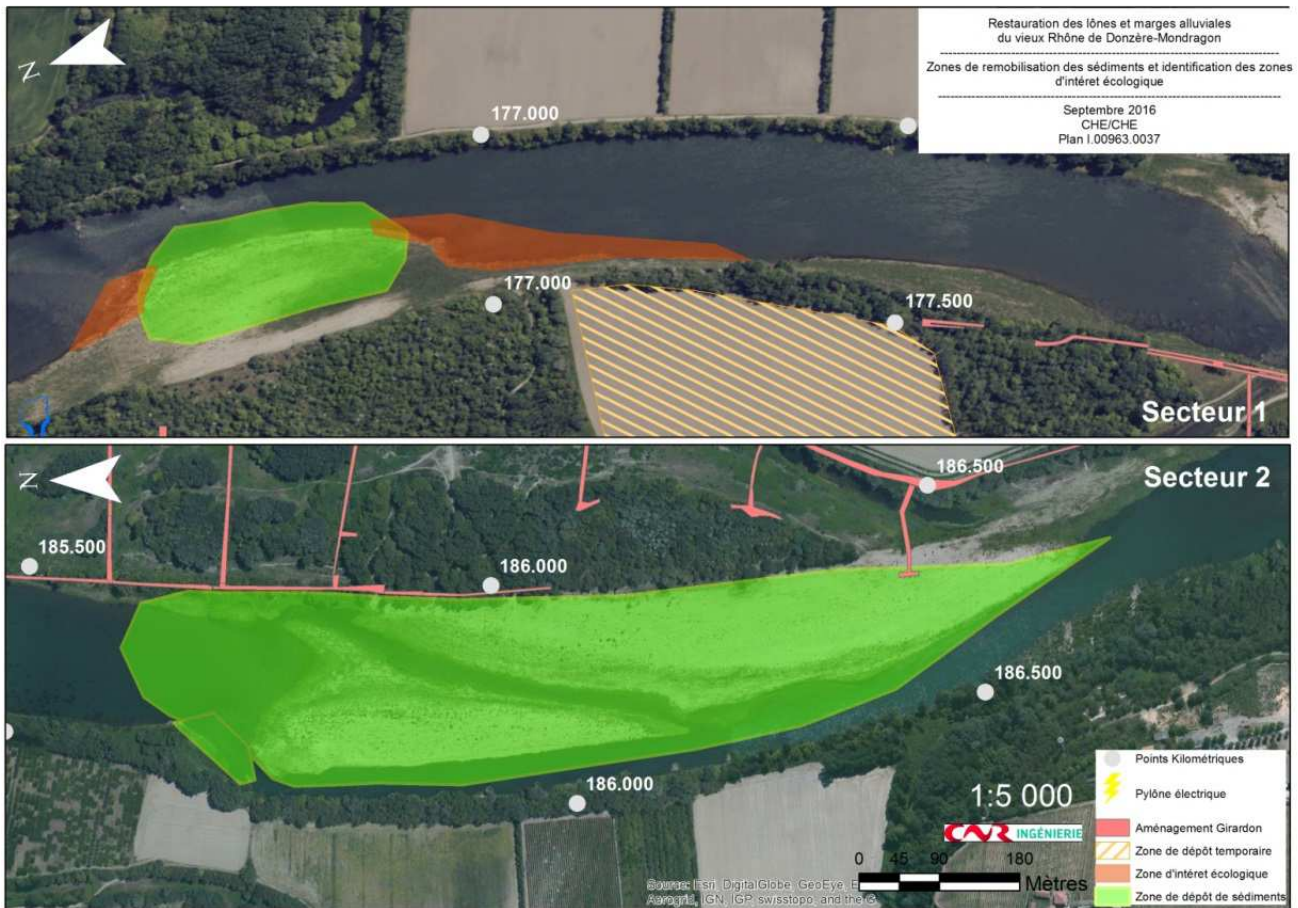 Restauration des lônes et marges alluviales
du vieux Rhône de Donzère-Mondragon
Zones de remobilisation des sédiments et identification des zones
d'intéret écologique
Septembre 2016
CHE/CHE
Plan I.00963.0037
N
177.000
177.000
177.500
Secteur 1
N
Secteur 2
186.500
185.500
186.000
186.500
186.000
1:5 000
CNR INGÉNIERIE
0 45 90 180
Mètres
Source: Esri, DigitalGlobe, GeoEye,
Aerogrid, IGN, IGP, swisstopo, and the
Points Kilométriques
Pylône électrique
Aménagement Girardon
Zone de dépôt temporaire
Zone d'intéret écologique
Zone de dépôt de sédiments